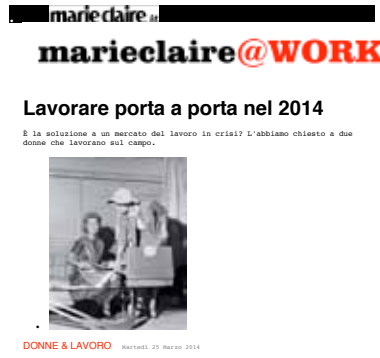 marie claire .it
marieclaire@WORK
Lavorare porta a porta nel 2014
È la soluzione a un mercato del lavoro in crisi? L'abbiamo chiesto a due
donne che lavorano sul campo.
DONNE & LAVORO Martedì 25 Marzo 2014